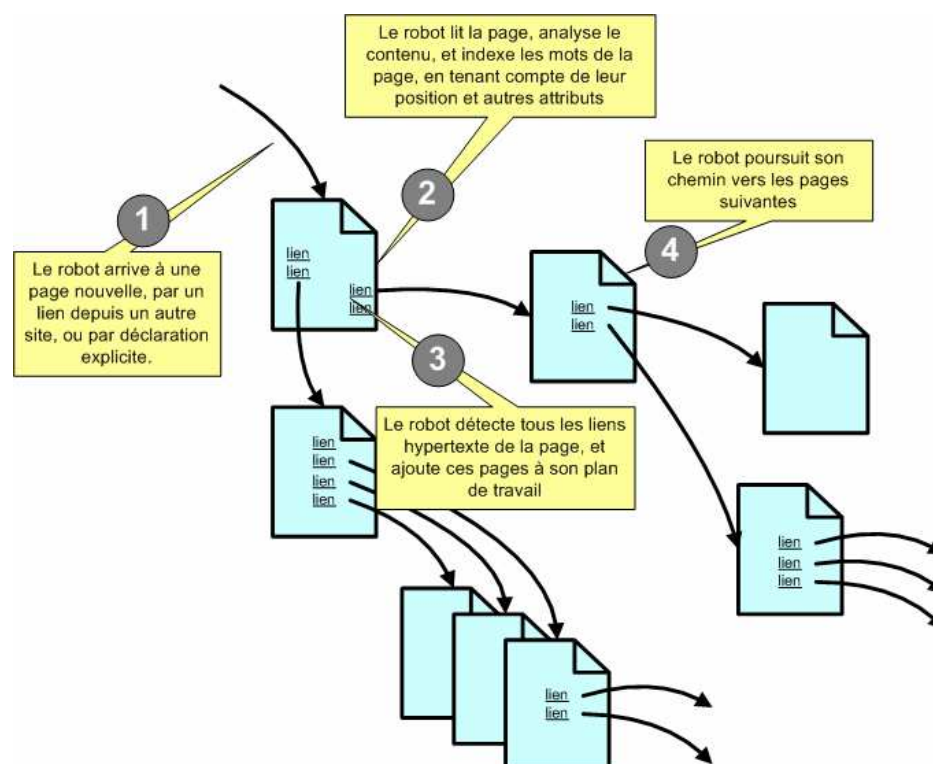 Le robot lit la page, analyse le
contenu, et indexe les mots de la
page, en tenant compte de leur
position et autres attributs
2
Le robot poursuit son
chemin vers les pages
suivantes
4
1
Le robot arrive à une
page nouvelle, par un
lien depuis un autre
site, ou par déclaration
explicite.
lien
lien
lien
lien
lien
lien
3
Le robot détecte tous les liens
hypertexte de la page, et
ajoute ces pages à son plan
de travail
lien
lien
lien
lien
lien
lien
lien
lien
lien